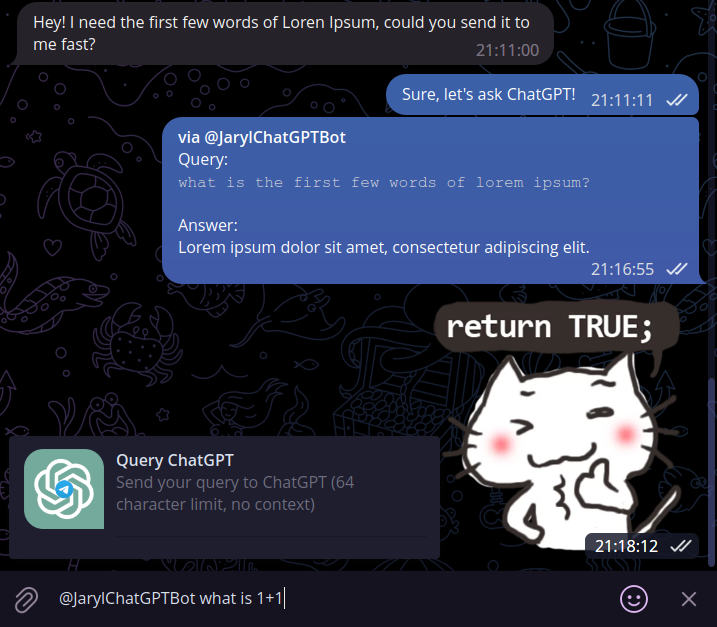 Hey! I need the first few words of Loren Ipsum, could you send it to
me fast?
21:11:00
Sure, let's ask ChatGPT!
21:11:11
via @JarylChatGPTBot
Query:
what is the first few words of lorem ipsum?
Answer:
Lorem ipsum dolor sit amet, consectetur adipiscing elit.
21:16:55
return TRUE;
21:18:12
Query ChatGPT
Send your query to ChatGPT (64
character limit, no context)
@JarylChatGPTBot what is 1+1